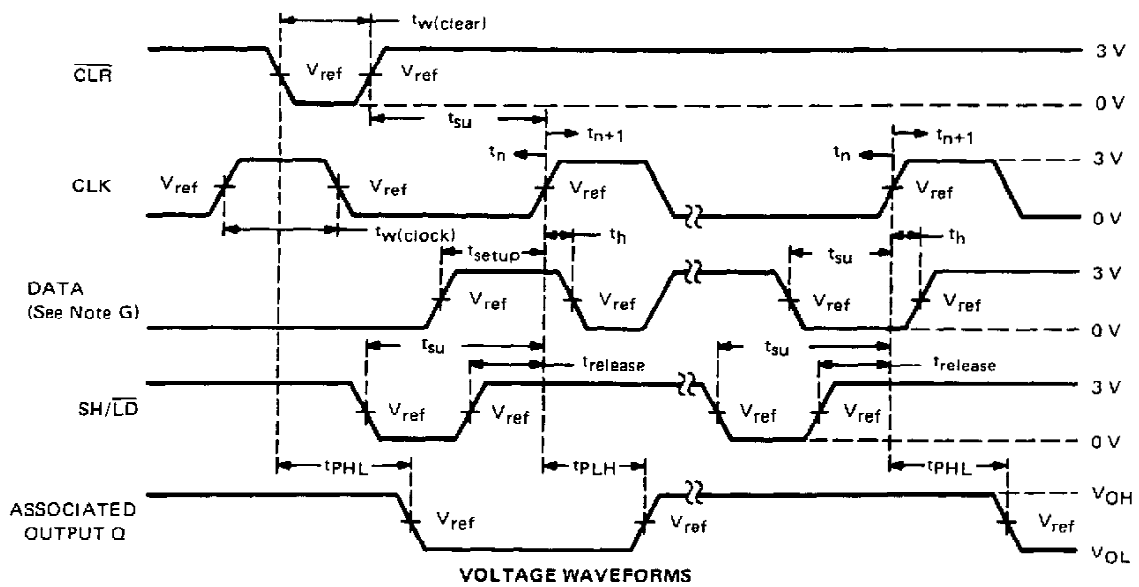 tw(clear)
CLR Vref Vref 3 V
0 V
tsu
tn tn+1 tn tn+1
CLK Vref Vref Vref Vref 3 V
0 V
tw(clock)
tsetup th tsu th
DATA
(See Note G)
Vref Vref Vref Vref 3 V
0 V
tsu trelease tsu trelease
SH/LD Vref Vref Vref Vref 3 V
0 V
tPHL tPLH tPHL
ASSOCIATED
OUTPUT Q
Vref Vref Vref VOH
VOL
VOLTAGE WAVEFORMS